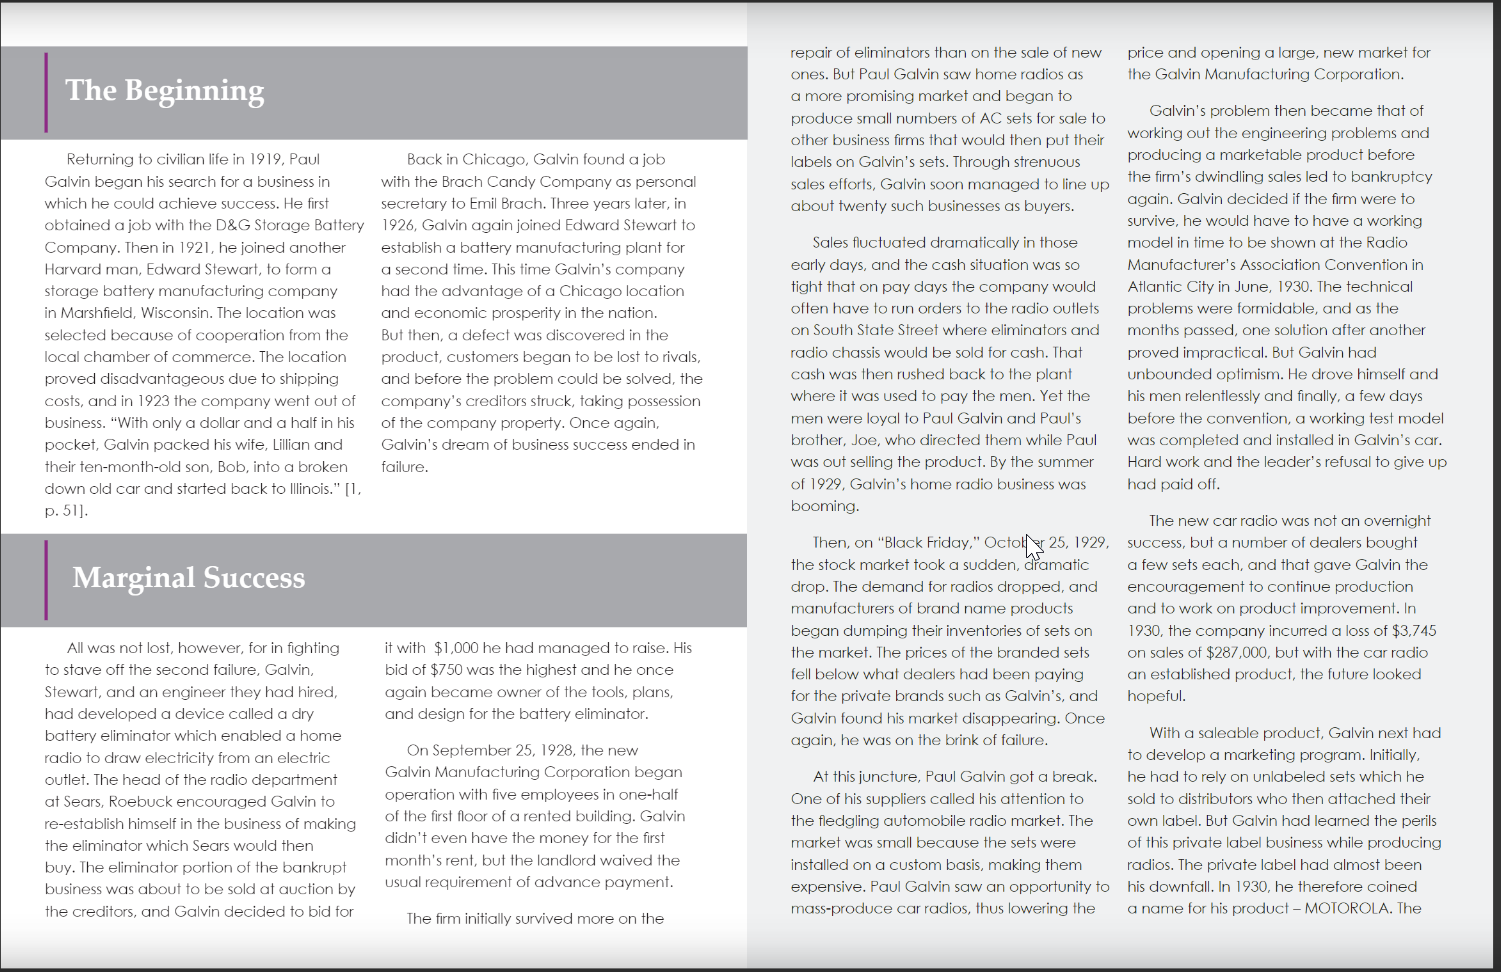 The Beginning
Returning to civilian life in 1919, Paul
Galvin began his search for a business in
which he could achieve success. He first
obtained a job with the D&G Storage Battery
Company. Then in 1921, he joined another
Harvard man, Edward Stewart, to form a
storage battery manufacturing company
in Marshfield, Wisconsin. The location was
selected because of cooperation from the
local chamber of commerce. The location
proved disadvantageous due to shipping
costs, and in 1923 the company went out of
business. “With only a dollar and a half in his
pocket, Galvin packed his wife, Lillian and
their ten-month-old son, Bob, into a broken
down old car and started back to Illinois.” [1,
p. 51].
Back in Chicago, Galvin found a job
with the Brach Candy Company as personal
secretary to Emil Brach. Three years later, in
1926, Galvin again joined Edward Stewart to
establish a battery manufacturing plant for
a second time. This time Galvin’s company
had the advantage of a Chicago location
and economic prosperity in the nation.
But then, a defect was discovered in the
product, customers began to be lost to rivals,
and before the problem could be solved, the
company’s creditors struck, taking possession
of the company property. Once again,
Galvin’s dream of business success ended in
failure.
Marginal Success
All was not lost, however, for in fighting
to stave off the second failure, Galvin,
Stewart, and an engineer they had hired,
had developed a device called a dry
battery eliminator which enabled a home
radio to draw electricity from an electric
outlet. The head of the radio department
at Sears, Roebuck encouraged Galvin to
re-establish himself in the business of making
the eliminator which Sears would then
buy. The eliminator portion of the bankrupt
business was about to be sold at auction by
the creditors, and Galvin decided to bid for
it with $1,000 he had managed to raise. His
bid of $750 was the highest and he once
again became owner of the tools, plans,
and design for the battery eliminator.
On September 25, 1928, the new
Galvin Manufacturing Corporation began
operation with five employees in one-half
of the first floor of a rented building. Galvin
didn’t even have the money for the first
month’s rent, but the landlord waived the
usual requirement of advance payment.
The firm initially survived more on the
repair of eliminators than on the sale of new
ones. But Paul Galvin saw home radios as
a more promising market and began to
produce small numbers of AC sets for sale to
other business firms that would then put their
labels on Galvin’s sets. Through strenuous
sales efforts, Galvin soon managed to line up
about twenty such businesses as buyers.
Sales fluctuated dramatically in those
early days, and the cash situation was so
tight that on pay days the company would
often have to run orders to the radio outlets
on South State Street where eliminators and
radio chassis would be sold for cash. That
cash was then rushed back to the plant
where it was used to pay the men. Yet the
men were loyal to Paul Galvin and Paul’s
brother, Joe, who directed them while Paul
was out selling the product. By the summer
of 1929, Galvin’s home radio business was
booming.
Then, on “Black Friday,” October 25, 1929,
the stock market took a sudden, dramatic
drop. The demand for radios dropped, and
manufacturers of brand name products
began dumping their inventories of sets on
the market. The prices of the branded sets
fell below what dealers had been paying
for the private brands such as Galvin’s, and
Galvin found his market disappearing. Once
again, he was on the brink of failure.
At this juncture, Paul Galvin got a break.
One of his suppliers called his attention to
the fledgling automobile radio market. The
market was small because the sets were
installed on a custom basis, making them
expensive. Paul Galvin saw an opportunity to
mass-produce car radios, thus lowering the
price and opening a large, new market for
the Galvin Manufacturing Corporation.
Galvin’s problem then became that of
working out the engineering problems and
producing a marketable product before
the firm’s dwindling sales led to bankruptcy
again. Galvin decided if the firm were to
survive, he would have to have a working
model in time to be shown at the Radio
Manufacturer’s Association Convention in
Atlantic City in June, 1930. The technical
problems were formidable, and as the
months passed, one solution after another
proved impractical. But Galvin had
unbounded optimism. He drove himself and
his men relentlessly and finally, a few days
before the convention, a working test model
was completed and installed in Galvin’s car.
Hard work and the leader’s refusal to give up
had paid off.
The new car radio was not an overnight
success, but a number of dealers bought
a few sets each, and that gave Galvin the
encouragement to continue production
and to work on product improvement. In
1930, the company incurred a loss of $3,745
on sales of $287,000, but with the car radio
an established product, the future looked
hopeful.
With a saleable product, Galvin next had
to develop a marketing program. Initially,
he had to rely on unlabeled sets which he
sold to distributors who then attached their
own label. But Galvin had learned the perils
of this private label business while producing
radios. The private label had almost been
his downfall. In 1930, he therefore coined
a name for his product – MOTOROLA. The